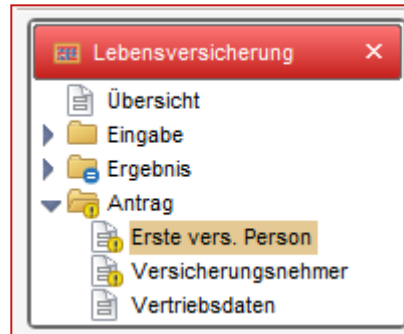 Lebensversicherung
Übersicht
Eingabe
Ergebnis
Antrag
Erste vers. Person
Versicherungsnehmer
Vertriebsdaten